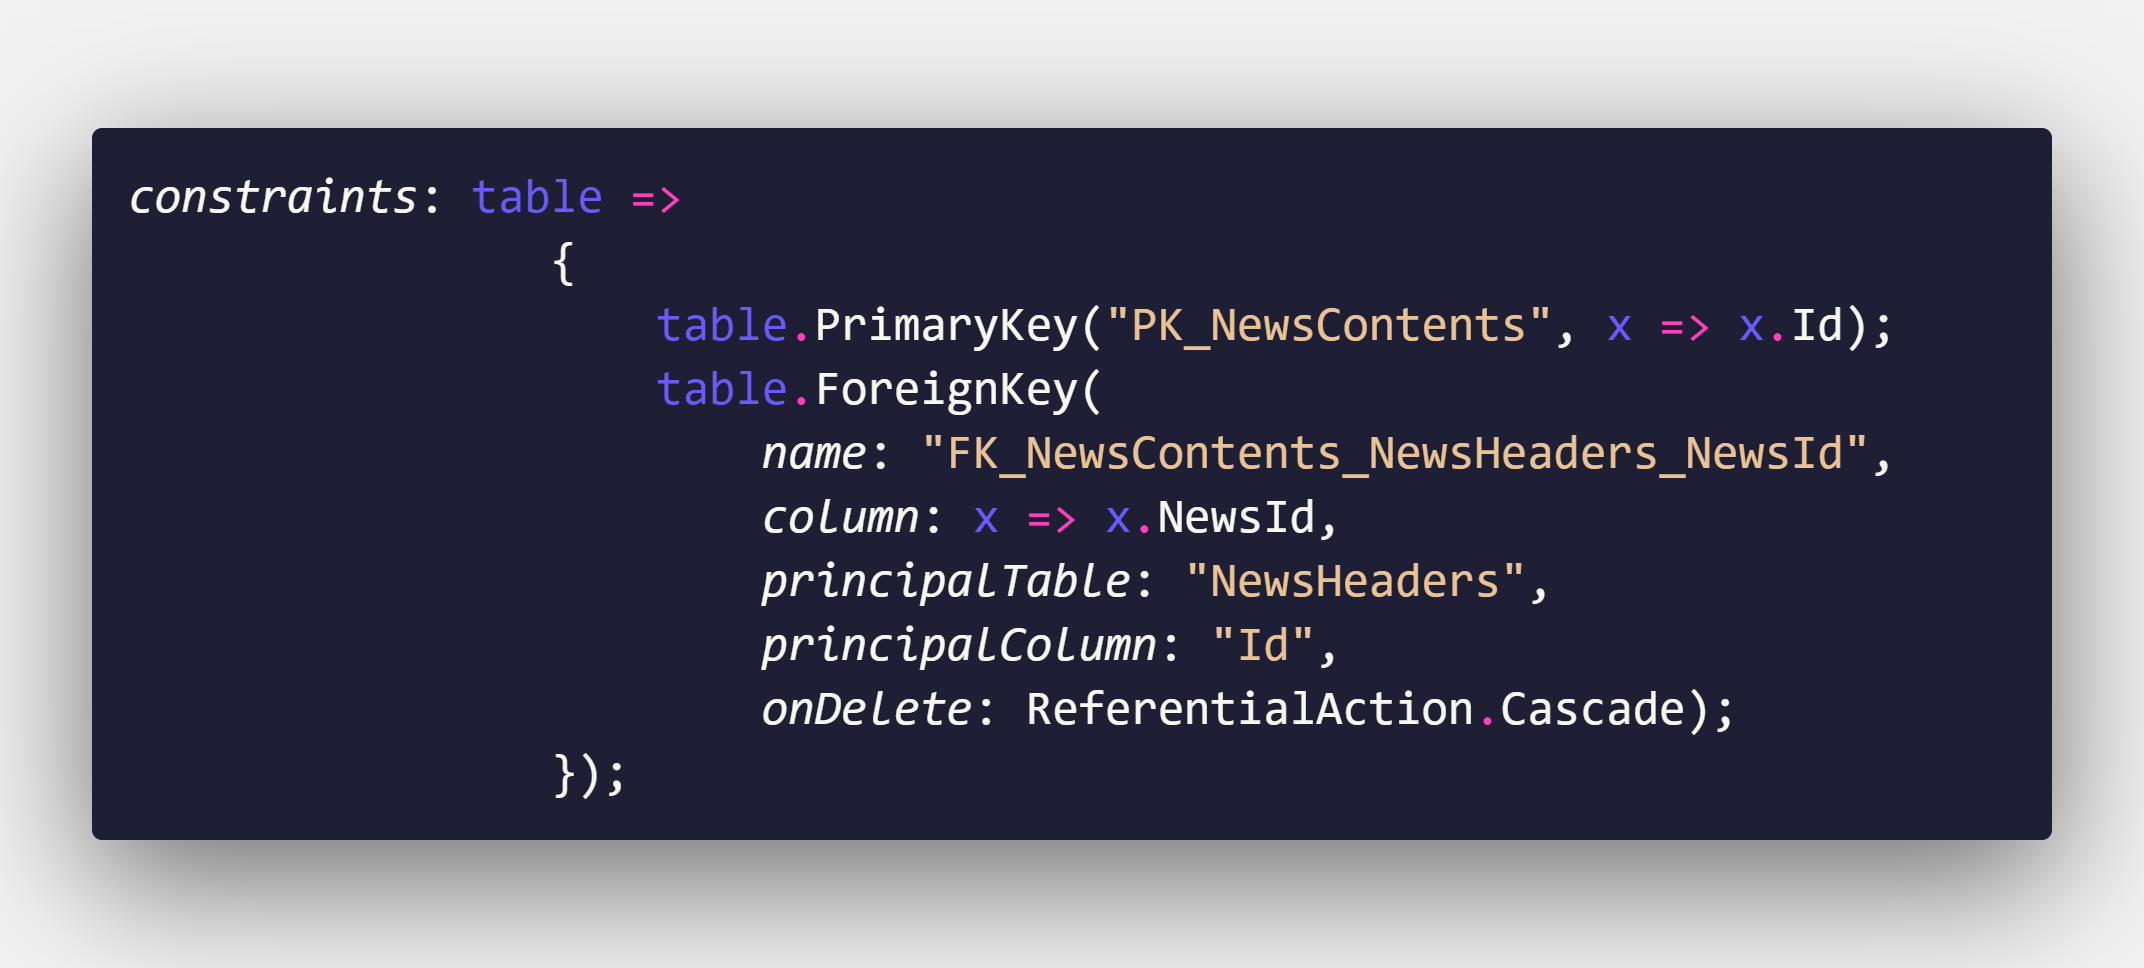 constraints: table =>
{
table.PrimaryKey("PK_NewsContents", x => x.Id);
table.ForeignKey(
name: "FK_NewsContents_NewsHeaders_NewsId",
column: x => x.NewsId,
principalTable: "NewsHeaders",
principalColumn: "Id",
onDelete: ReferentialAction.Cascade);
});